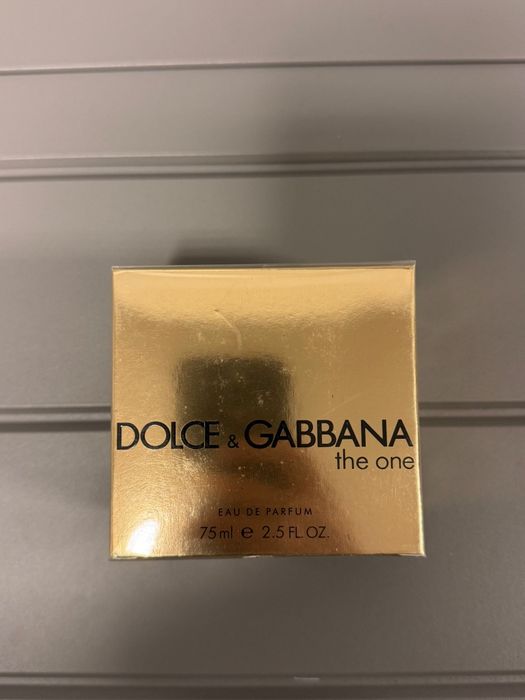 DOLCE & GABBANA
the one
EAU DE PARFUM
75ml e 2.5 FL. OZ.